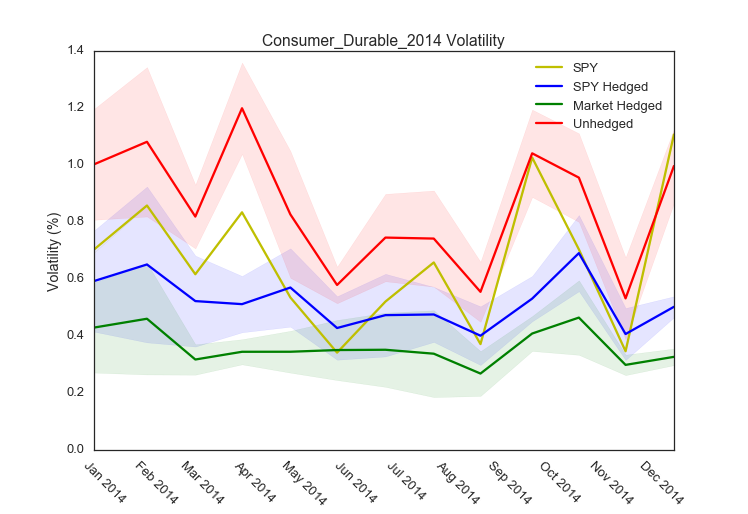 Consumer_Durable_2014 Volatility
SPY
SPY Hedged
Market Hedged
Unhedged
Volatility (%)
1.4
1.2
1.0
0.8
0.6
0.4
0.2
0.0
Jan 2014
Feb 2014
Mar 2014
Apr 2014
May 2014
Jun 2014
Jul 2014
Aug 2014
Sep 2014
Oct 2014
Nov 2014
Dec 2014